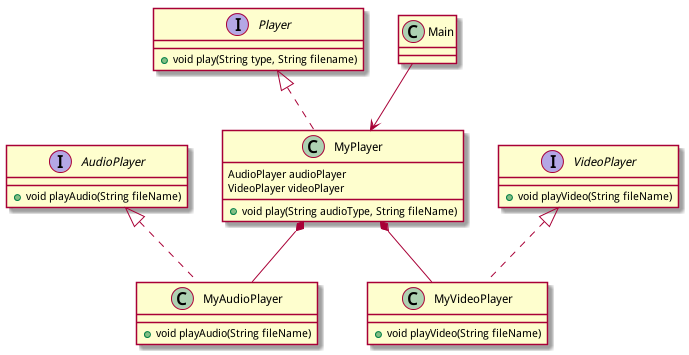 I Player
void play(String type, String filename)
C Main
I AudioPlayer
void playAudio(String fileName)
C MyPlayer
AudioPlayer audioPlayer
VideoPlayer videoPlayer
void play(String audioType, String fileName)
I VideoPlayer
void playVideo(String fileName)
C MyAudioPlayer
void playAudio(String fileName)
C MyVideoPlayer
void playVideo(String fileName)